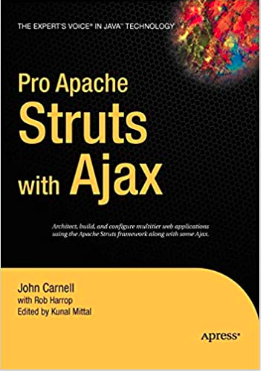 THE EXPERT'S VOICE® IN JAVA™ TECHNOLOGY
Pro Apache
Struts
with Ajax
Architect, build, and configure multitier web applications
using the Apache Struts framework along with some Ajax.
John Carnell
with Rob Harrop
Edited by Kunal Mittal
Apress®